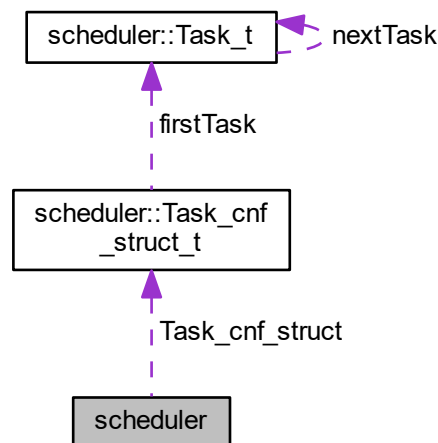 scheduler::Task_t
nextTask
firstTask
scheduler::Task_cnf
_struct_t
Task_cnf_struct
scheduler